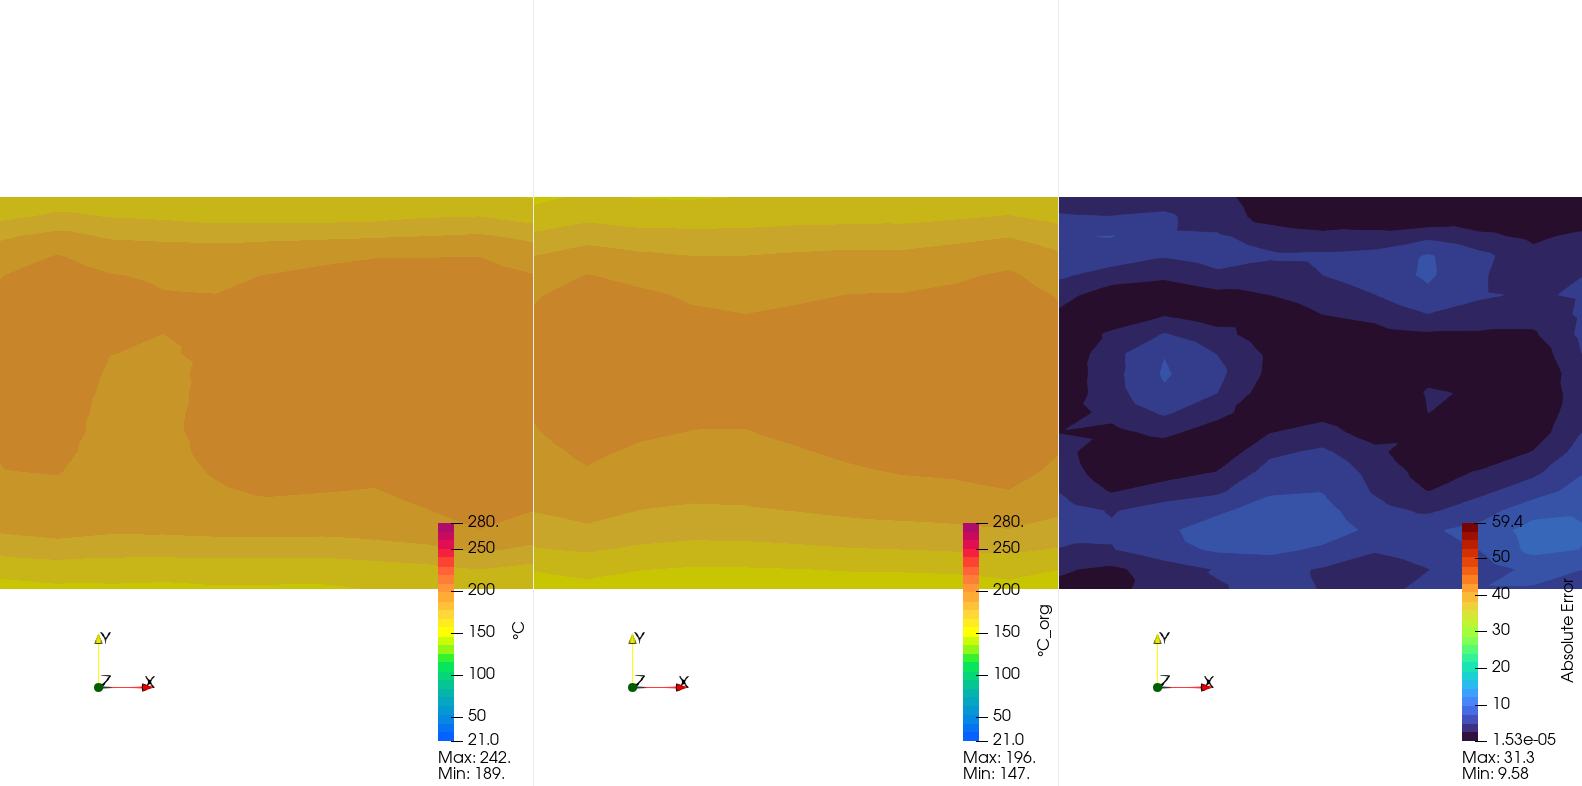 280.
250
200
150
100
50
21.0
°C
Max: 242.
Min: 189.
Y
Z
X
280.
250
200
150
100
50
21.0
°C_org
Max: 196.
Min: 147.
Y
Z
X
59.4
50
40
30
20
10
1.53e-05
Absolute Error
Max: 31.3
Min: 9.58
Y
Z
X